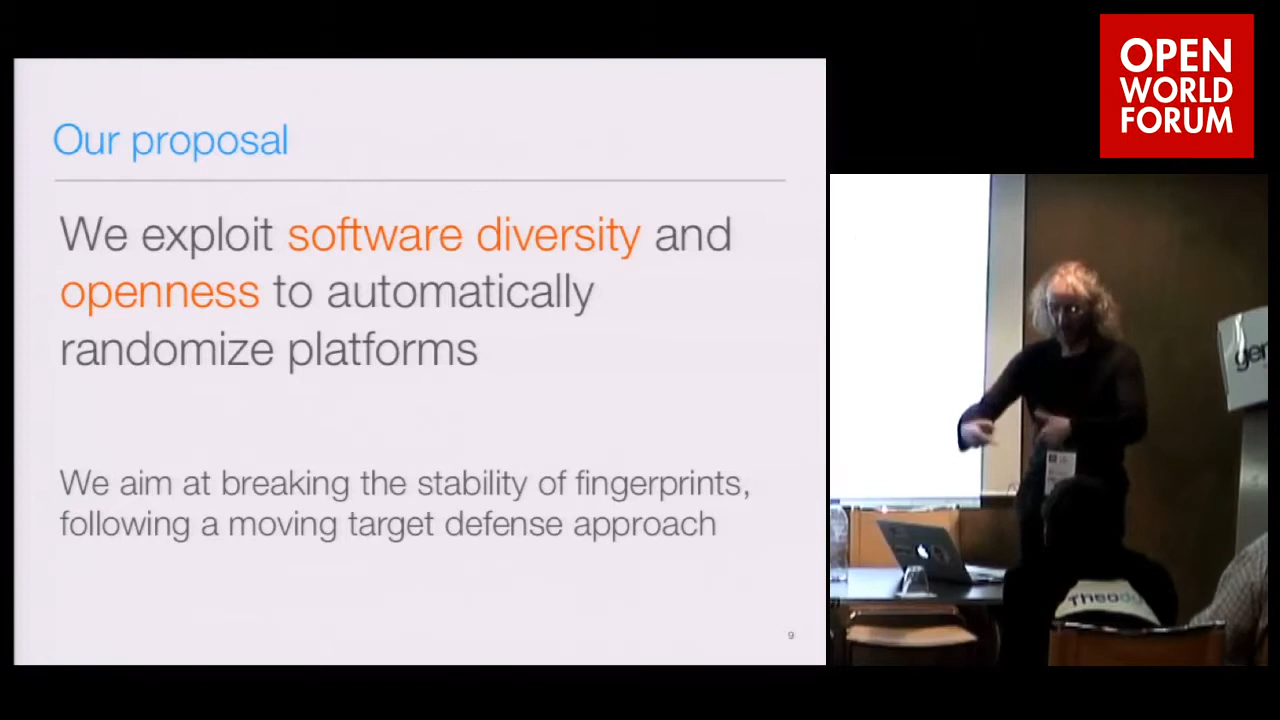 OPEN
WORLD
FORUM
Our proposal
We exploit software diversity and
openness to automatically
randomize platforms
We aim at breaking the stability of fingerprints,
following a moving target defense approach
9